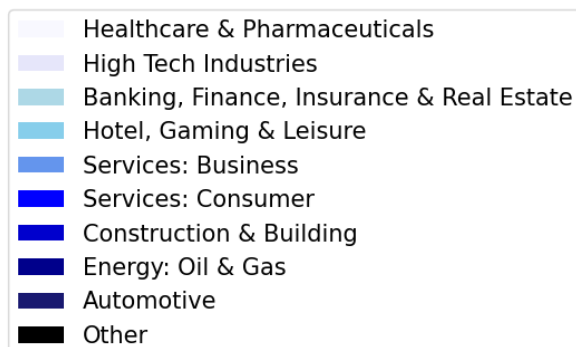 Healthcare & Pharmaceuticals
High Tech Industries
Banking, Finance, Insurance & Real Estate
Hotel, Gaming & Leisure
Services: Business
Services: Consumer
Construction & Building
Energy: Oil & Gas
Automotive
Other